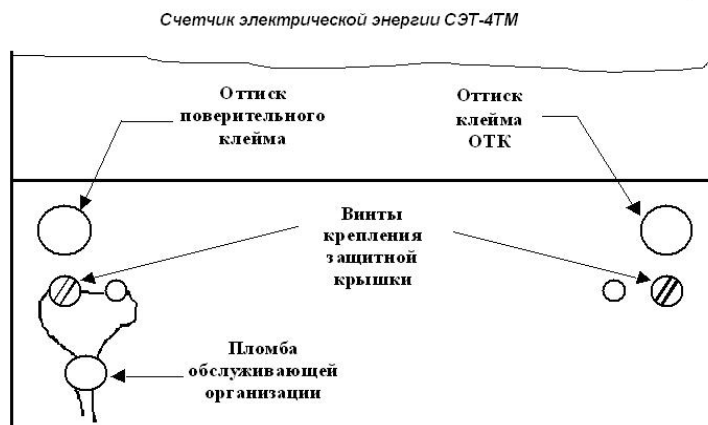 Счетчик электрической энергии СЭТ-4ТМ
Оттиск
поверительного
клейма
Оттиск
клейма
ОТК
Винты
крепления
защитной
крышки
Пломба
обслуживающей
организации